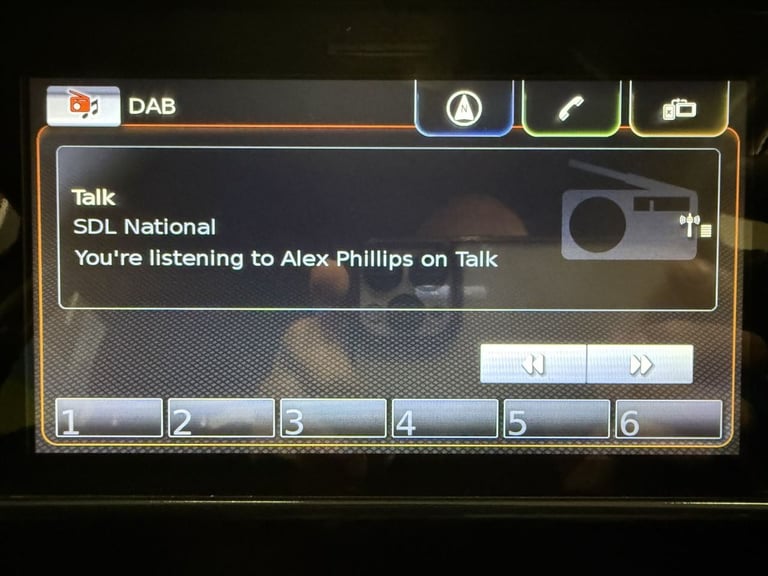 DAB
N
Talk
SDL National
You're listening to Alex Phillips on Talk
1 2 3 4 5 6